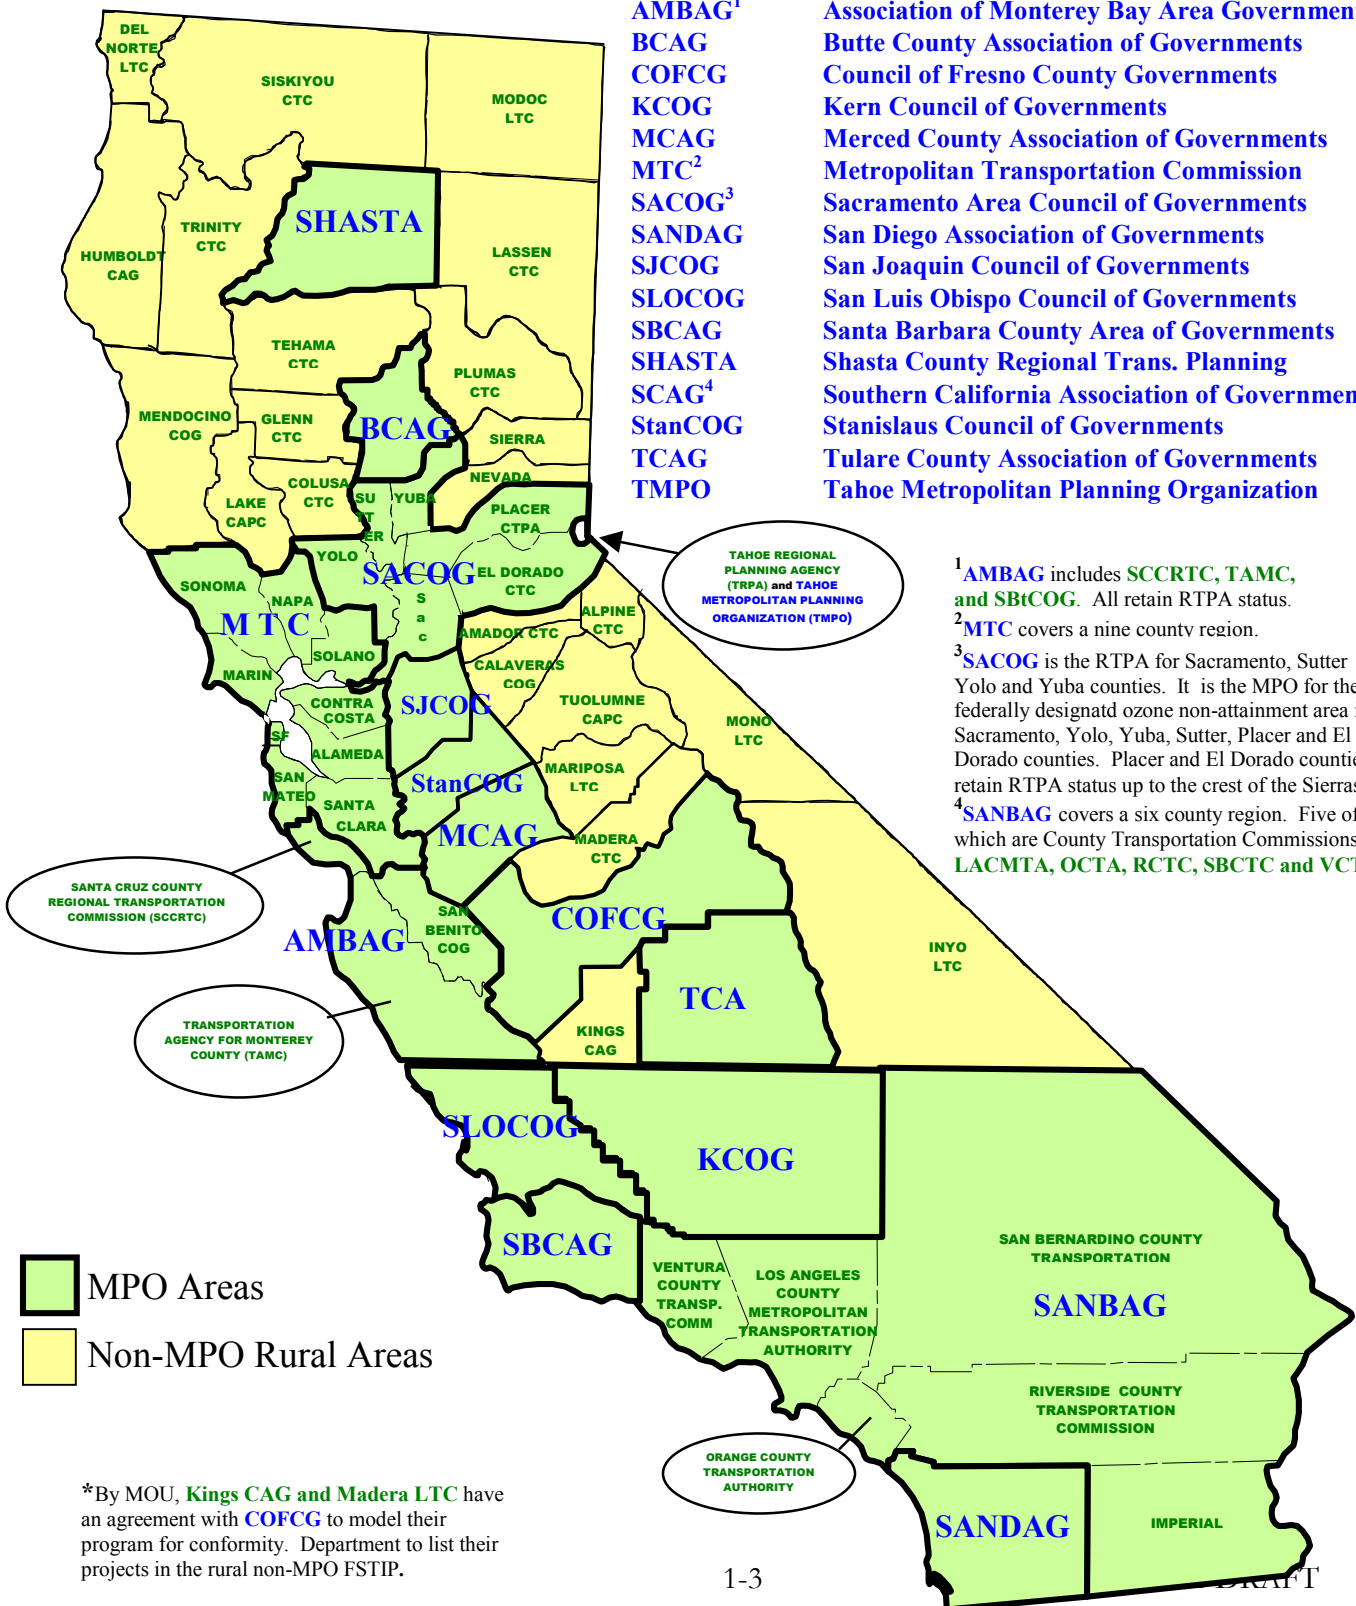 AMBAG1 Association of Monterey Bay Area Governmen
BCAG Butte County Association of Governments
COFCG Council of Fresno County Governments
KCOG Kern Council of Governments
MCAG Merced County Association of Governments
MTC2 Metropolitan Transportation Commission
SACOG3 Sacramento Area Council of Governments
SANDAG San Diego Association of Governments
SJCOG San Joaquin Council of Governments
SLOCOG San Luis Obispo Council of Governments
SBCAG Santa Barbara County Area of Governments
SHASTA Shasta County Regional Trans. Planning
SCAG4 Southern California Association of Governmen
StanCOG Stanislaus Council of Governments
TCAG Tulare County Association of Governments
TMPO Tahoe Metropolitan Planning Organization
DEL
NORTE
LTC
SISKIYOU
CTC
MODOC
LTC
HUMBOLDT
CAG
TRINITY
CTC
SHASTA
LASSEN
CTC
TEHAMA
CTC
PLUMAS
CTC
MENDOCINO
COG
GLENN
CTC
BCAG
SIERRA
NEVADA
LAKE
CAPC
COLUSA
CTC
SU
TT
ER
YUBA
PLACER
CTPA
YOLO
SACOG
EL DORADO
CTC
S
a
c
TAHOE REGIONAL
PLANNING AGENCY
(TRPA) and TAHOE
METROPOLITAN PLANNING
ORGANIZATION (TMPO)
SONOMA
NAPA
M T C
SOLANO
MARIN
CONTRA
COSTA
SF
ALAMEDA
SAN
MATEO
SANTA
CLARA
AMADOR CTC
ALPINE
CTC
CALAVERAS
COG
TUOLUMNE
CAPC
MONO
LTC
SJCOG
StanCOG
MARIPOSA
LTC
MCAG
MADERA
CTC
1AMBAG includes SCCRTC, TAMC,
and SBtCOG. All retain RTPA status.
2MTC covers a nine county region.
3SACOG is the RTPA for Sacramento, Sutter
Yolo and Yuba counties. It is the MPO for the
federally designatd ozone non-attainment area
Sacramento, Yolo, Yuba, Sutter, Placer and El
Dorado counties. Placer and El Dorado countie
retain RTPA status up to the crest of the Sierras
4SANBAG covers a six county region. Five of
which are County Transportation Commissions
LACMTA, OCTA, RCTC, SBCTC and VCT
SANTA CRUZ COUNTY
REGIONAL TRANSPORTATION
COMMISSION (SCCRTC)
AMBAG
SAN
BENITO
COG
COFCG
INYO
LTC
TCA
TRANSPORTATION
AGENCY FOR MONTEREY
COUNTY (TAMC)
KINGS
CAG
SLOCOG
KCOG
SBCAG
VENTURA
COUNTY
TRANSP.
COMM
LOS ANGELES
COUNTY
METROPOLITAN
TRANSPORTATION
AUTHORITY
SAN BERNARDINO COUNTY
TRANSPORTATION
SANBAG
MPO Areas
Non-MPO Rural Areas
RIVERSIDE COUNTY
TRANSPORTATION
COMMISSION
ORANGE COUNTY
TRANSPORTATION
AUTHORITY
SANDAG
IMPERIAL
*By MOU, Kings CAG and Madera LTC have
an agreement with COFCG to model their
program for conformity. Department to list their
projects in the rural non-MPO FSTIP.
1-3
DRAFT